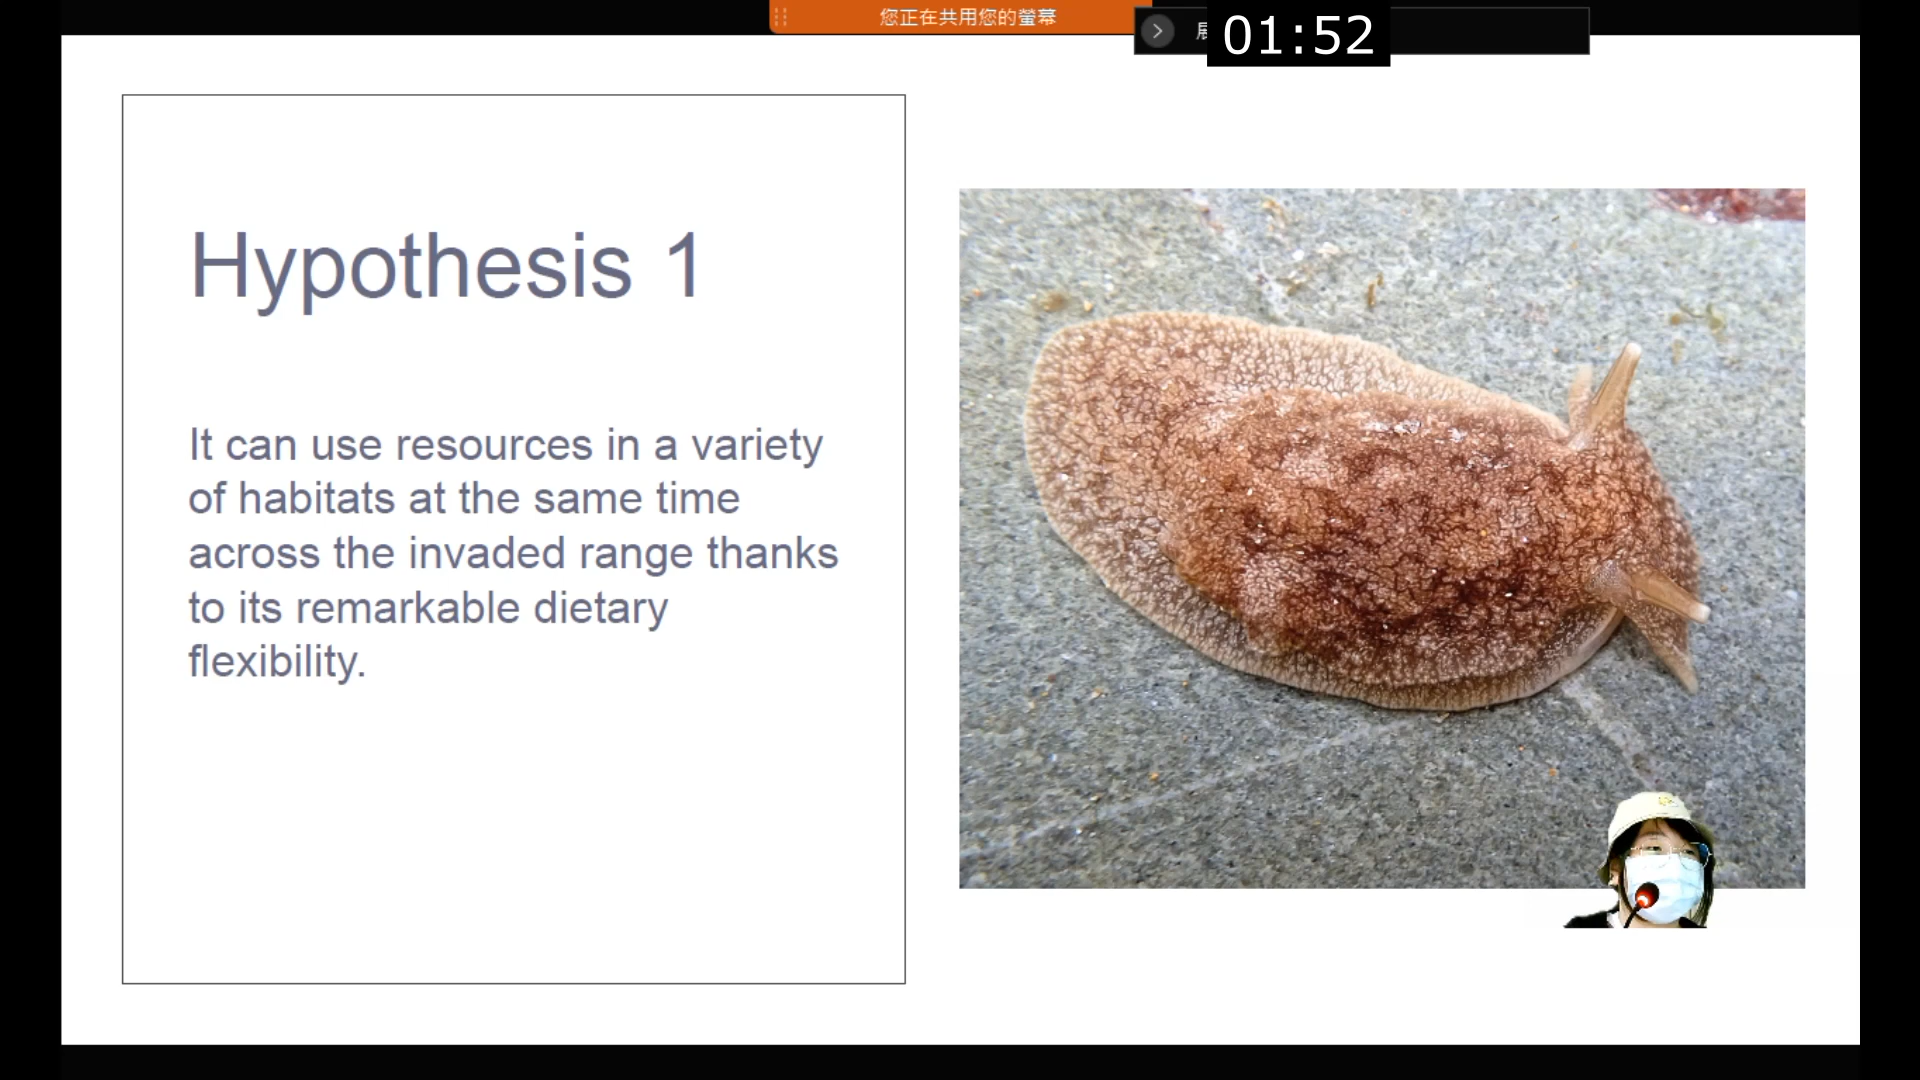 您正在共用您的螢幕
01:52
Hypothesis 1
It can use resources in a variety
of habitats at the same time
across the invaded range thanks
to its remarkable dietary
flexibility.